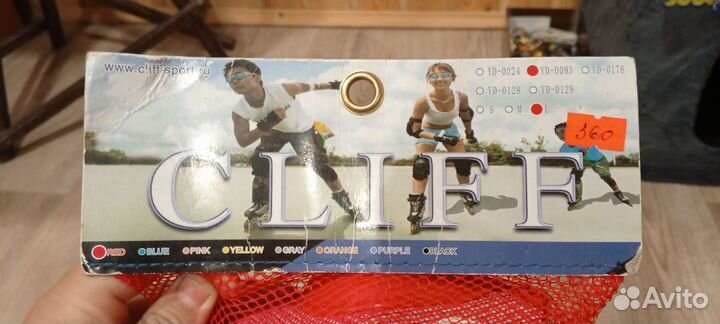 www.cliff-sport.ru
YD-0024 YD-0093 YD-0176
YD-0128 YD-0129
S M L
360
CLIFF
RED BLUE PINK YELLOW GRAY ORANGE PURPLE BLACK
Avito